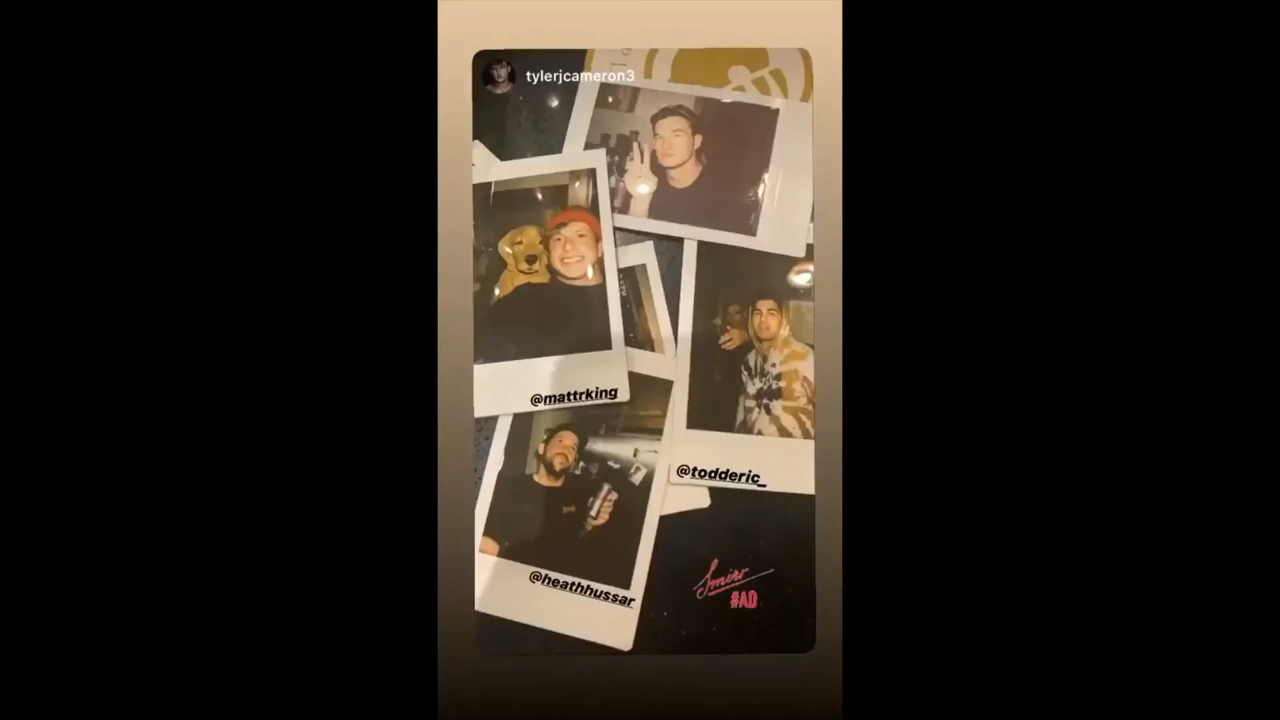 tylerjcameron3
@mattrking
@todderic_
@heathhussar
#AD